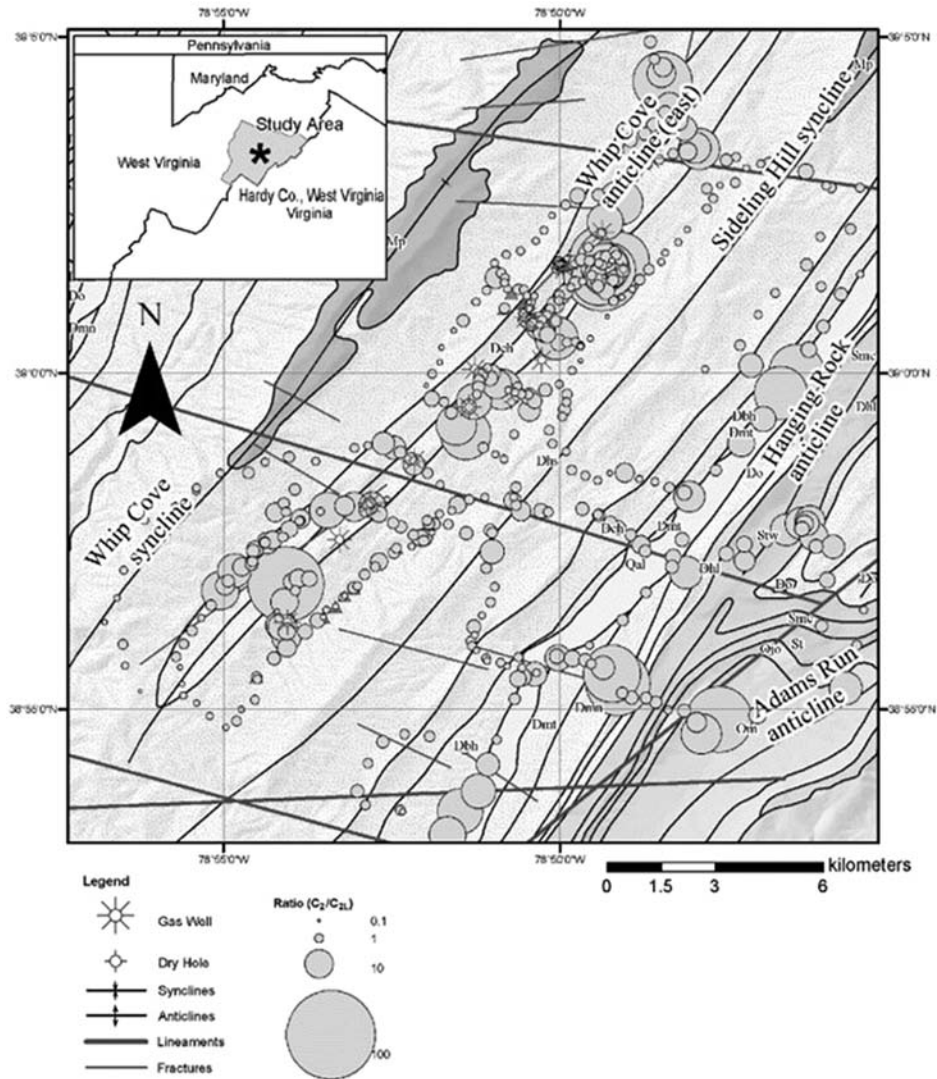 78°55'0"W
78°50'0"W
39°5'0"N
39°5'0"N
Pennsylvania
Maryland
Study Area
West Virginia
Hardy Co., West Virginia
Virginia
Whip Cove
anticline (east)
Sideling Hill syncline
Mp
Mp
Do
Dmn
N
Dch
Smc
39°0'0"N
39°0'0"N
Hanging Rock
anticline
Dbh
Dmt
Dhl
Do
Dhs
Whip Cove
syncline
Dch
Dmt
Qal
Dhl
Stw
Do
Do
Smc
Ojo
St
Adams Run
anticline
Om
38°55'0"N
38°55'0"N
Dmn
Dmt
Dbh
78°55'0"W
78°50'0"W
kilometers
0 1.5 3 6
Legend
Gas Well
Dry Hole
Synclines
Anticlines
Lineaments
Fractures
Ratio (C₂/C₂L)
0.1
1
10
100